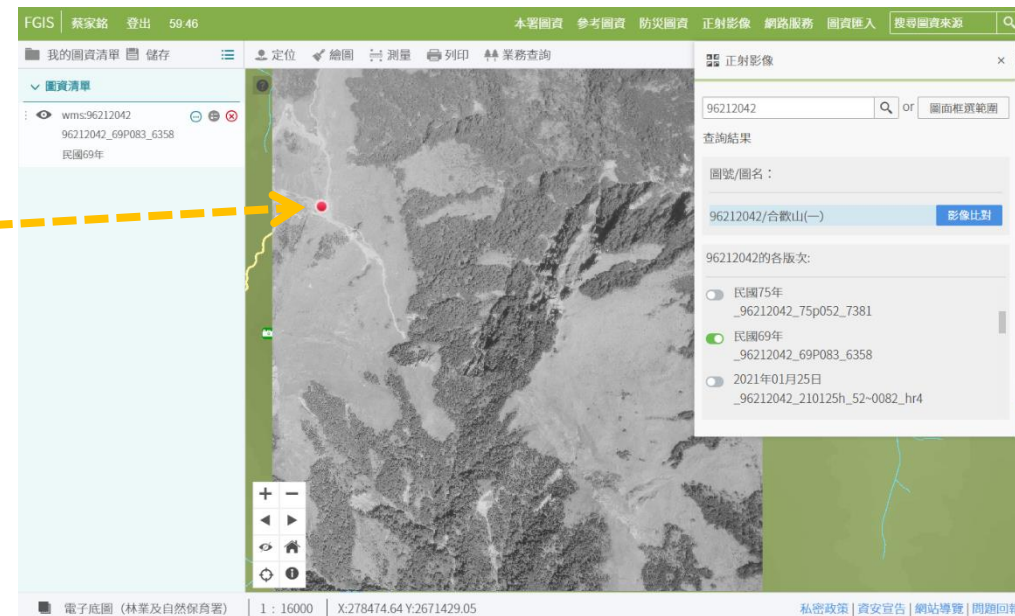 FGIS 蔡家銘 登出 59:46 本署圖資 參考圖資 防災圖資 正射影像 網路服務 圖資匯入 搜尋圖資來源
我的圖資清單 儲存 定位 繪圖 測量 列印 業務查詢
圖資清單
wms:96212042
96212042_69P083_6358
民國69年
正射影像 ×
96212042 or 圖面框選範圍
查詢結果
圖號/圖名：
96212042/合歡山(一) 影像比對
96212042的各版次:
民國75年
_96212042_75p052_7381
民國69年
_96212042_69P083_6358
2021年01月25日
_96212042_210125h_52~0082_hr4
電子底圖（林業及自然保育署） 1 : 16000 X:278474.64 Y:2671429.05 私密政策 | 資安宣告 | 網站導覽 | 問題回